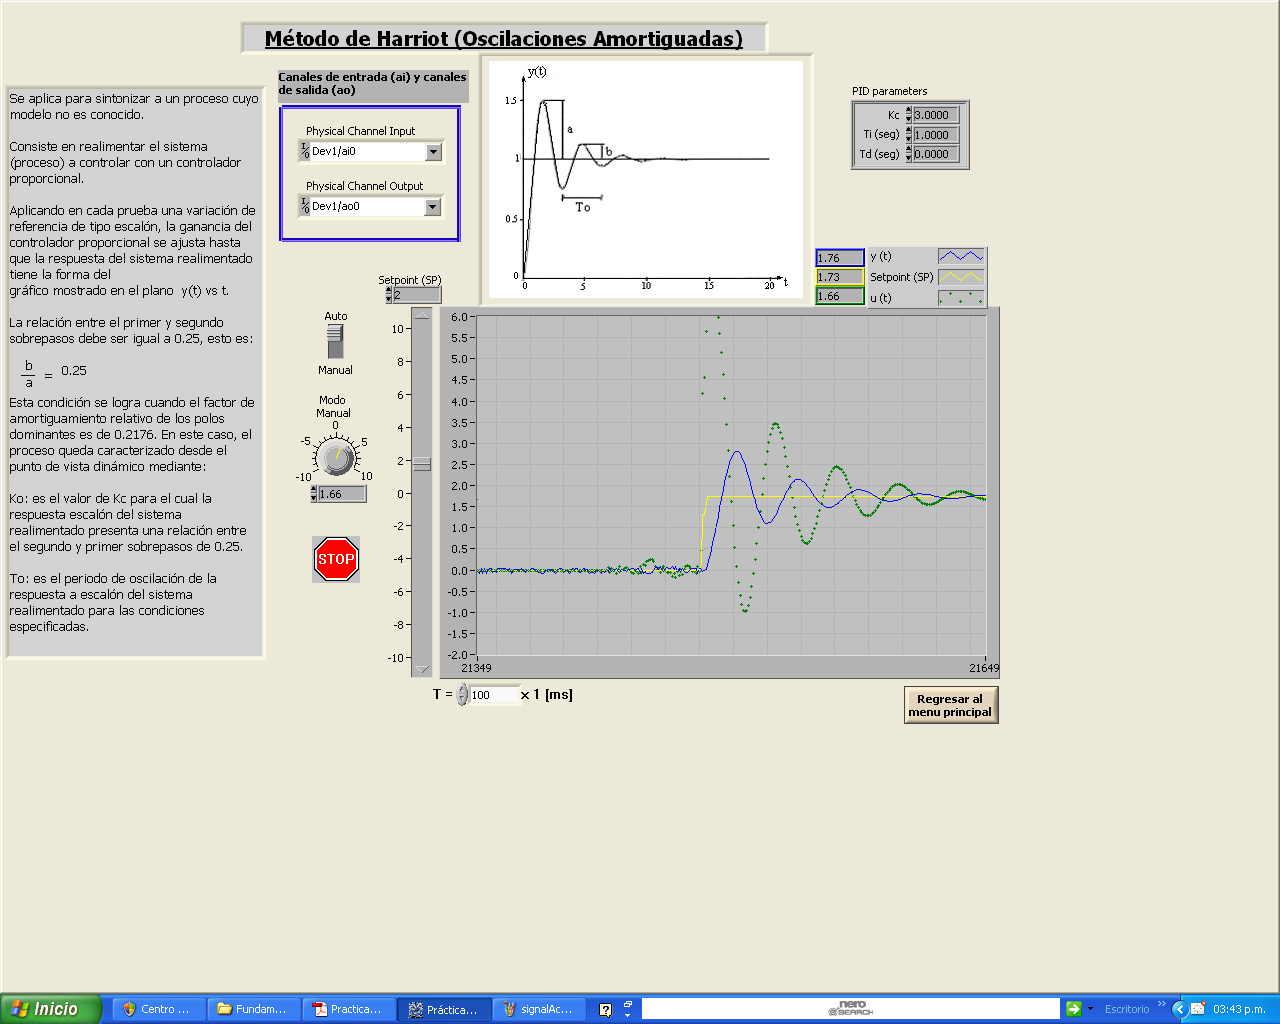 Método de Harriot (Oscilaciones Amortiguadas)
Se aplica para sintonizar a un proceso cuyo
modelo no es conocido.
Consiste en realimentar el sistema
(proceso) a controlar con un controlador
proporcional.
Aplicando en cada prueba una variación de
referencia de tipo escalón, la ganancia del
controlador proporcional se ajusta hasta
que la respuesta del sistema realimentado
tiene la forma del
gráfico mostrado en el plano y(t) vs t.
La relación entre el primer y segundo
sobrepasos debe ser igual a 0.25, esto es:
b
a
= 0.25
Esta condición se logra cuando el factor de
amortiguamiento relativo de los polos
dominantes es de 0.2176. En este caso, el
proceso queda caracterizado desde el
punto de vista dinámico mediante:
Ko: es el valor de Kc para el cual la
respuesta escalón del sistema
realimentado presenta una relación entre
el segundo y primer sobrepasos de 0.25.
To: es el periodo de oscilación de la
respuesta a escalón del sistema
realimentado para las condiciones
especificadas.
Canales de entrada (ai) y canales
de salida (ao)
Physical Channel Input
I/0 Dev1/ai0
Physical Channel Output
I/0 Dev1/ao0
y(t)
1.5
a
b
1
To
0.5
0
0 5 10 15 20 t
PID parameters
Kc 3.0000
Ti (seg) 1.0000
Td (seg) 0.0000
1.76 y (t)
1.73 Setpoint (SP)
1.66 u (t)
Setpoint (SP)
2
Auto
Manual
Modo
Manual
0
-5 5
-10 10
1.66
STOP
10
8
6
4
2
0
-2
-4
-6
-8
-10
6.0
5.5
5.0
4.5
4.0
3.5
3.0
2.5
2.0
1.5
1.0
0.5
0.0
-0.5
-1.0
-1.5
-2.0
21349 21649
T = 100 x 1 [ms]
Regresar al
menu principal
Inicio Centro ... Fundam... Practica... Práctica... signalAc... nero SEARCH Escritorio 03:43 p.m.